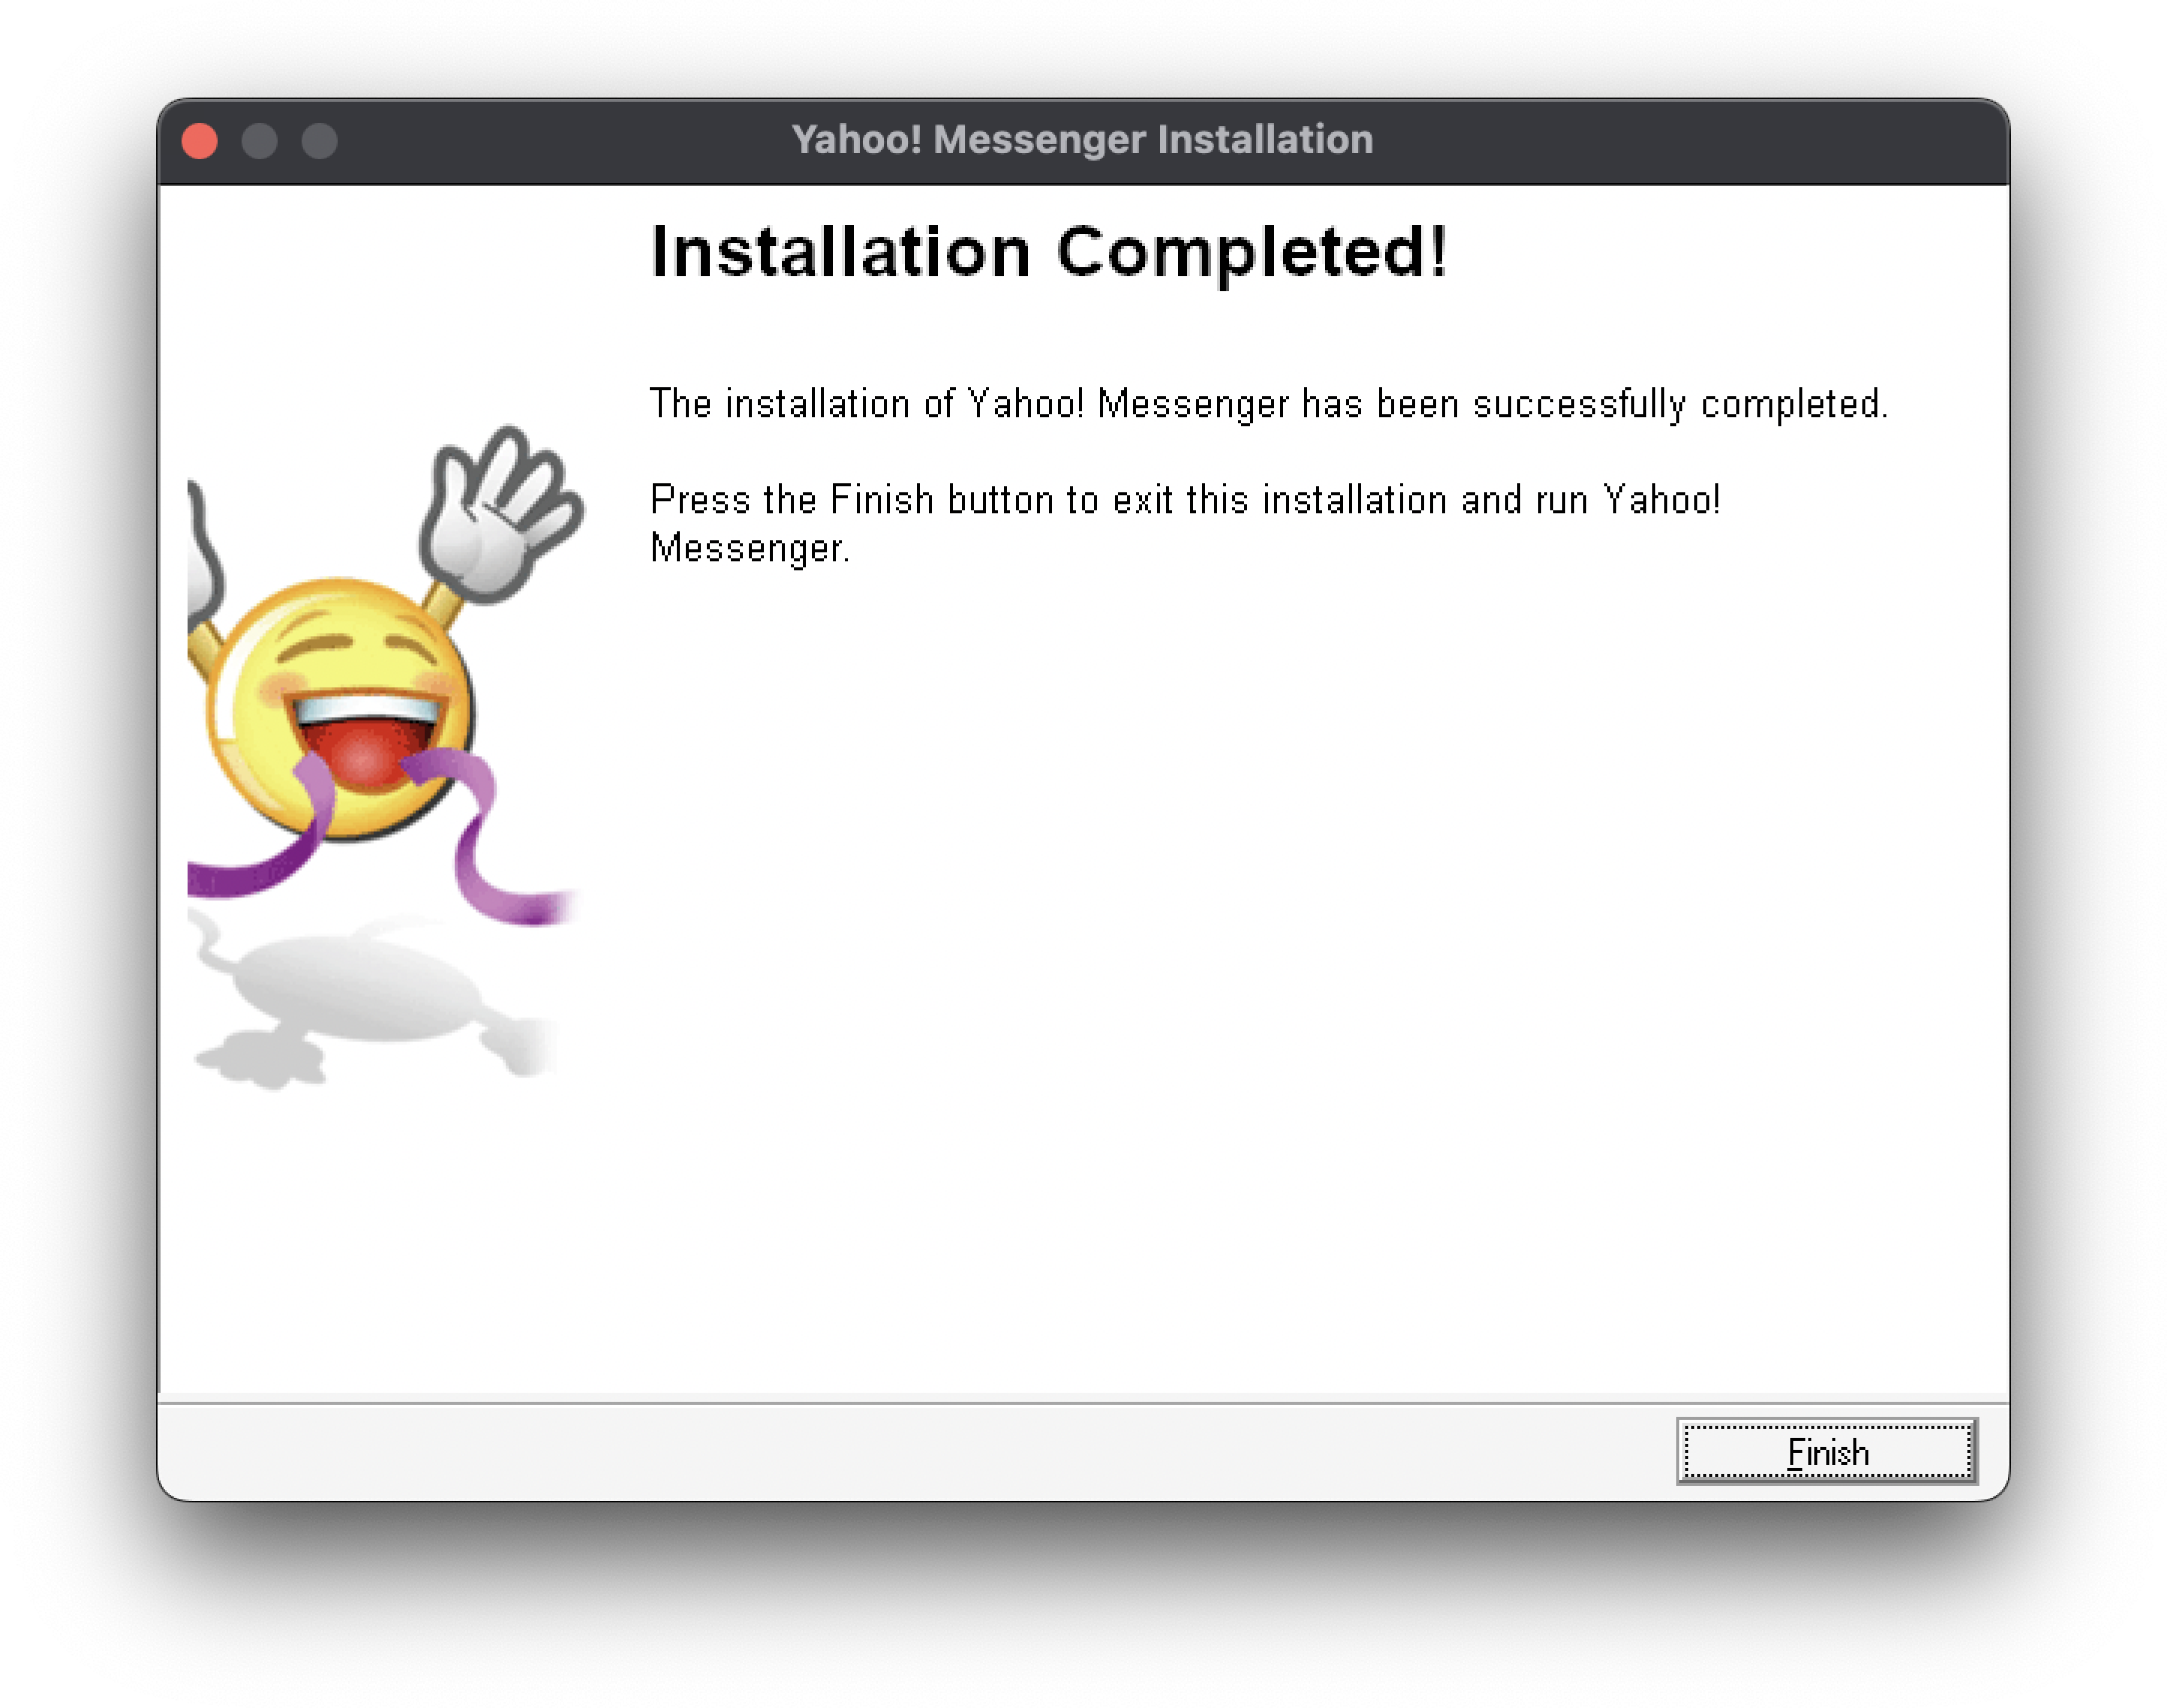 Yahoo! Messenger Installation
Installation Completed!
The installation of Yahoo! Messenger has been successfully completed.
Press the Finish button to exit this installation and run Yahoo!
Messenger.
Finish